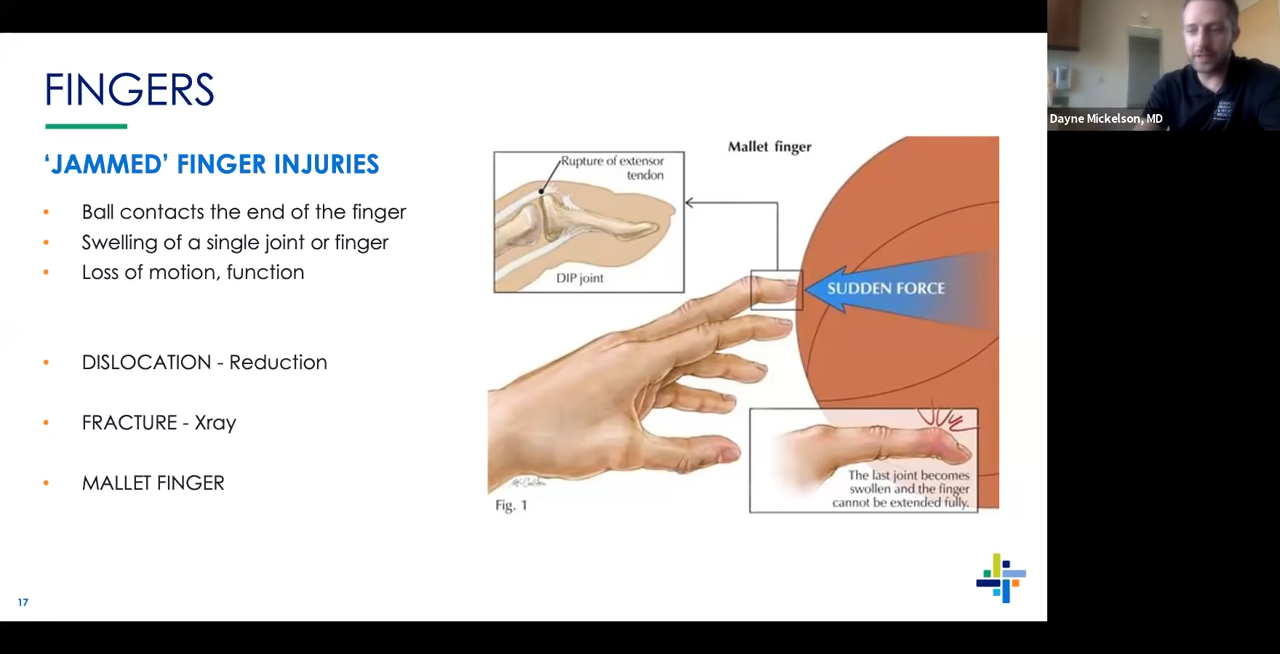 FINGERS
‘JAMMED’ FINGER INJURIES
• Ball contacts the end of the finger
• Swelling of a single joint or finger
• Loss of motion, function
• DISLOCATION - Reduction
• FRACTURE - Xray
• MALLET FINGER
17
Mallet finger
Rupture of extensor
tendon
DIP joint
SUDDEN FORCE
The last joint becomes
swollen and the finger
cannot be extended fully.
Fig. 1
Dayne Mickelson, MD